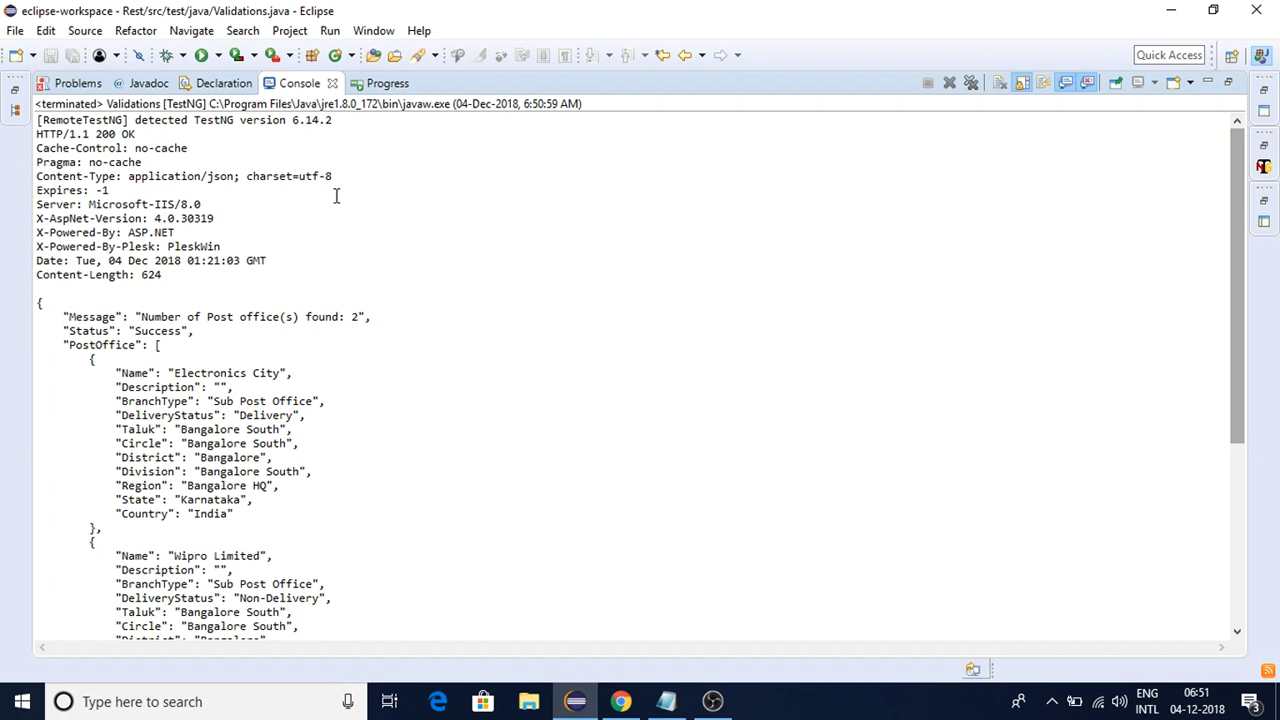 eclipse-workspace - Rest/src/test/java/Validations.java - Eclipse
File Edit Source Refactor Navigate Search Project Run Window Help
Quick Access
Problems Javadoc Declaration Console Progress
<terminated> Validations [TestNG] C:\Program Files\Java\jre1.8.0_172\bin\javaw.exe (04-Dec-2018, 6:50:59 AM)
[RemoteTestNG] detected TestNG version 6.14.2
HTTP/1.1 200 OK
Cache-Control: no-cache
Pragma: no-cache
Content-Type: application/json; charset=utf-8
Expires: -1
Server: Microsoft-IIS/8.0
X-AspNet-Version: 4.0.30319
X-Powered-By: ASP.NET
X-Powered-By-Plesk: PleskWin
Date: Tue, 04 Dec 2018 01:21:03 GMT
Content-Length: 624
{
"Message": "Number of Post office(s) found: 2",
"Status": "Success",
"PostOffice": [
{
"Name": "Electronics City",
"Description": "",
"BranchType": "Sub Post Office",
"DeliveryStatus": "Delivery",
"Taluk": "Bangalore South",
"Circle": "Bangalore South",
"District": "Bangalore",
"Division": "Bangalore South",
"Region": "Bangalore HQ",
"State": "Karnataka",
"Country": "India"
},
{
"Name": "Wipro Limited",
"Description": "",
"BranchType": "Sub Post Office",
"DeliveryStatus": "Non-Delivery",
"Taluk": "Bangalore South",
"Circle": "Bangalore South",
"District": "Bangalore"
Type here to search
ENG
INTL
06:51
04-12-2018
3